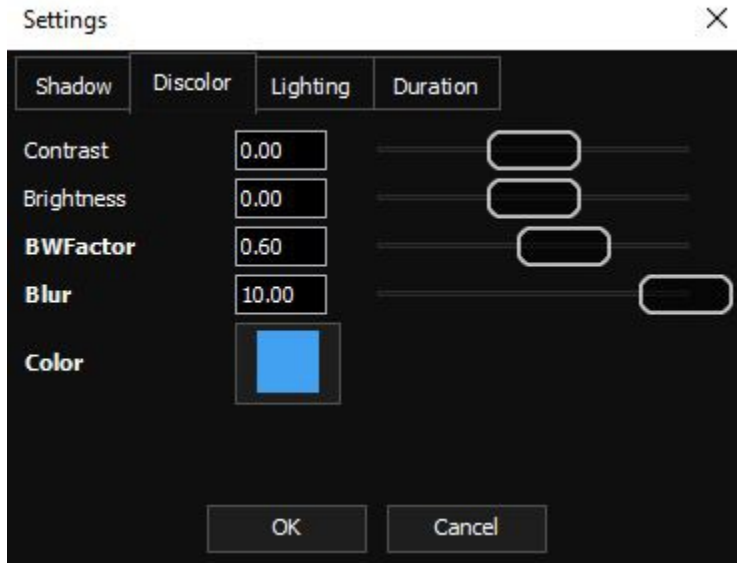 Settings
Shadow Discolor Lighting Duration
Contrast 0.00
Brightness 0.00
BWFactor 0.60
Blur 10.00
Color
OK Cancel